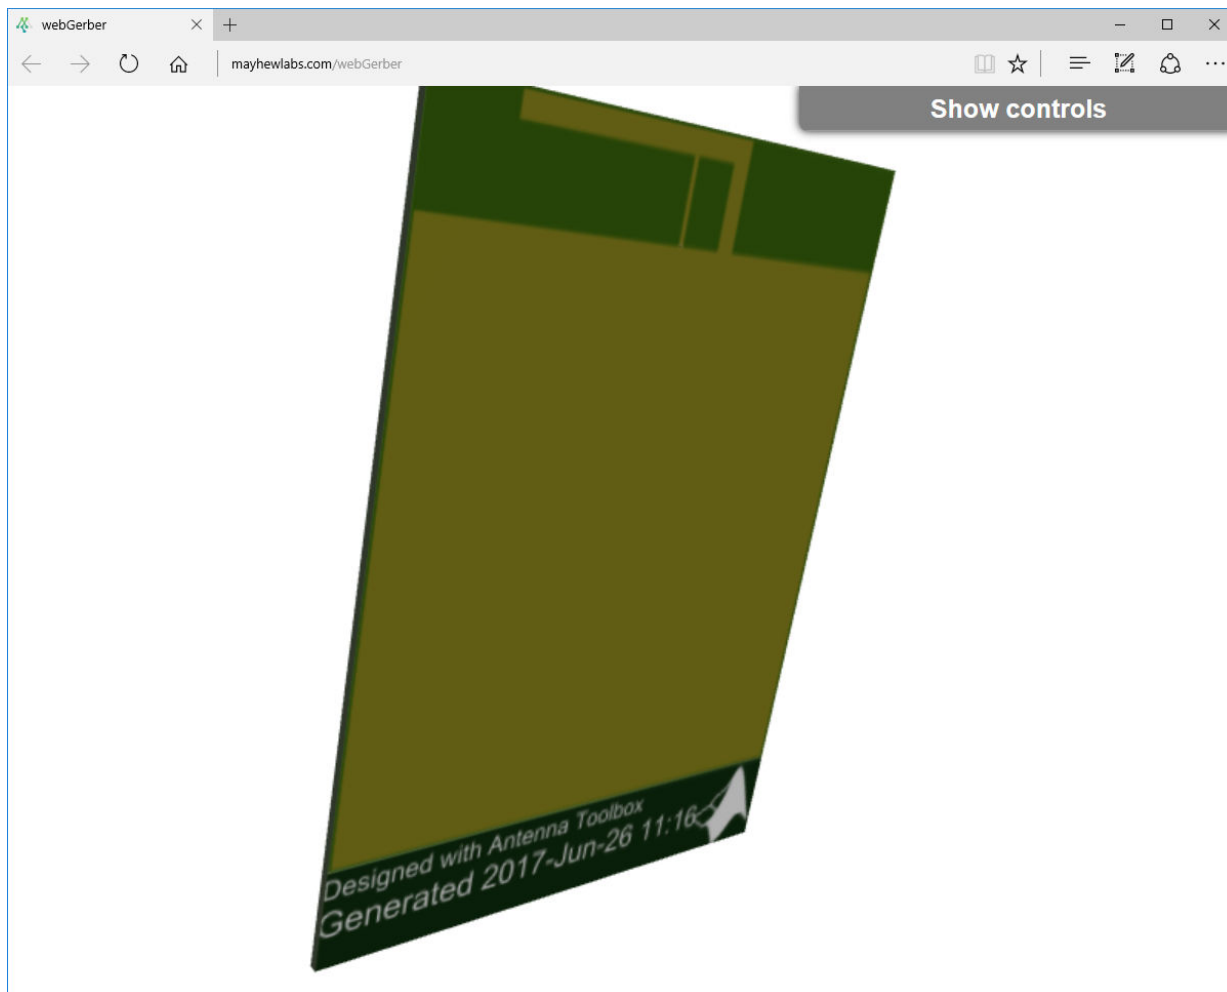 webGerber
mayhewlabs.com/webGerber
Show controls
Designed with Antenna Toolbox
Generated 2017-Jun-26 11:16